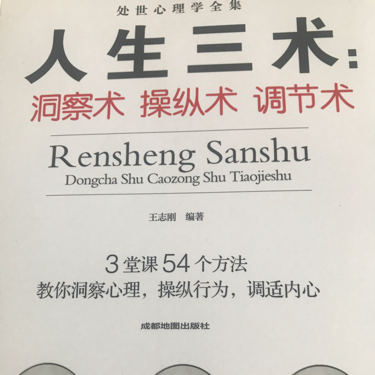 处世心理学全集
人生三术:
洞察术 操纵术 调节术
Rensheng Sanshu
Dongcha Shu Caozong Shu Tiaojieshu
王志刚 编著
3堂课54个方法
教你洞察心理，操纵行为，调适内心
成都地图出版社